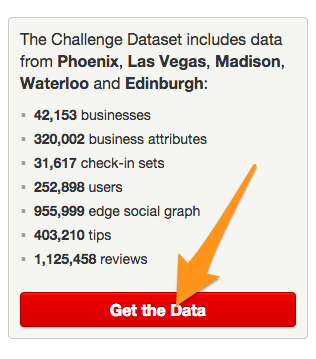 The Challenge Dataset includes data
from Phoenix, Las Vegas, Madison,
Waterloo and Edinburgh:
42,153 businesses
320,002 business attributes
31,617 check-in sets
252,898 users
955,999 edge social graph
403,210 tips
1,125,458 reviews
Get the Data